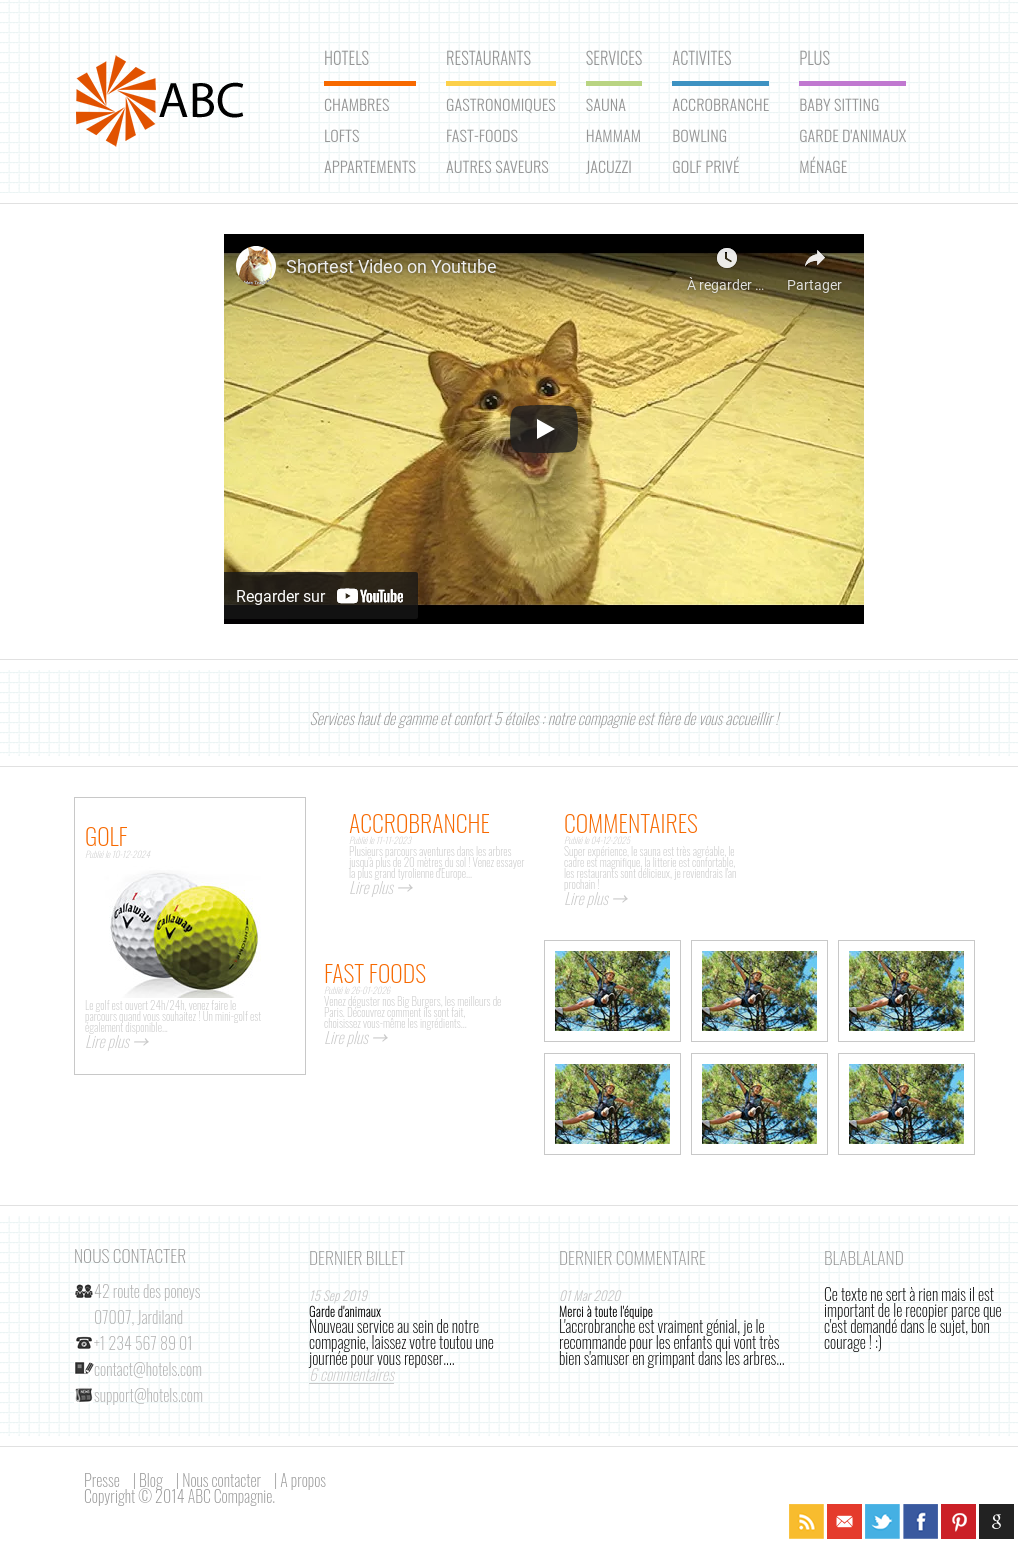 ABC
HOTELS
CHAMBRES
LOFTS
APPARTEMENTS
RESTAURANTS
GASTRONOMIQUES
FAST-FOODS
AUTRES SAVEURS
SERVICES
SAUNA
HAMMAM
JACUZZI
ACTIVITES
ACCROBRANCHE
BOWLING
GOLF PRIVÉ
PLUS
BABY SITTING
GARDE D'ANIMAUX
MÉNAGE
Shortest Video on Youtube
À regarder ...
Partager
Regarder sur YouTube
Services haut de gamme et confort 5 étoiles : notre compagnie est fière de vous accueillir !
GOLF
Publié le 10-12-2024
Callaway
Callaway
Le golf est ouvert 24h/24h, venez faire le
parcours quand vous souhaitez ! Un mini-golf est
également disponible...
Lire plus →
ACCROBRANCHE
Publié le 11-11-2023
Plusieurs parcours aventures dans les arbres
jusqu'à plus de 20 mètres du sol ! Venez essayer
la plus grand tyrolienne d'Europe...
Lire plus →
FAST FOODS
Publié le 26-01-2026
Venez déguster nos Big Burgers, les meilleurs de
Paris. Découvrez comment ils sont fait,
choisissez vous-même les ingrédients...
Lire plus →
COMMENTAIRES
Publié le 04-12-2023
Super expérience, le sauna est très agréable, le
cadre est magnifique, la litterie est confortable,
les restaurants sont délicieux, je reviendrais l'an
prochain !
Lire plus →
NOUS CONTACTER
42 route des poneys
07007, Jardiland
+1 234 567 89 01
contact@hotels.com
support@hotels.com
DERNIER BILLET
15 Sep 2019
Garde d'animaux
Nouveau service au sein de notre
compagnie, laissez votre toutou une
journée pour vous reposer....
6 commentaires
DERNIER COMMENTAIRE
01 Mar 2020
Merci à toute l'équipe
L'accrobranche est vraiment génial, je le
recommande pour les enfants qui vont très
bien s'amuser en grimpant dans les arbres...
BLABLALAND
Ce texte ne sert à rien mais il est
important de le recopier parce que
c'est demandé dans le sujet, bon
courage ! :)
Presse | Blog | Nous contacter | A propos
Copyright © 2014 ABC Compagnie.